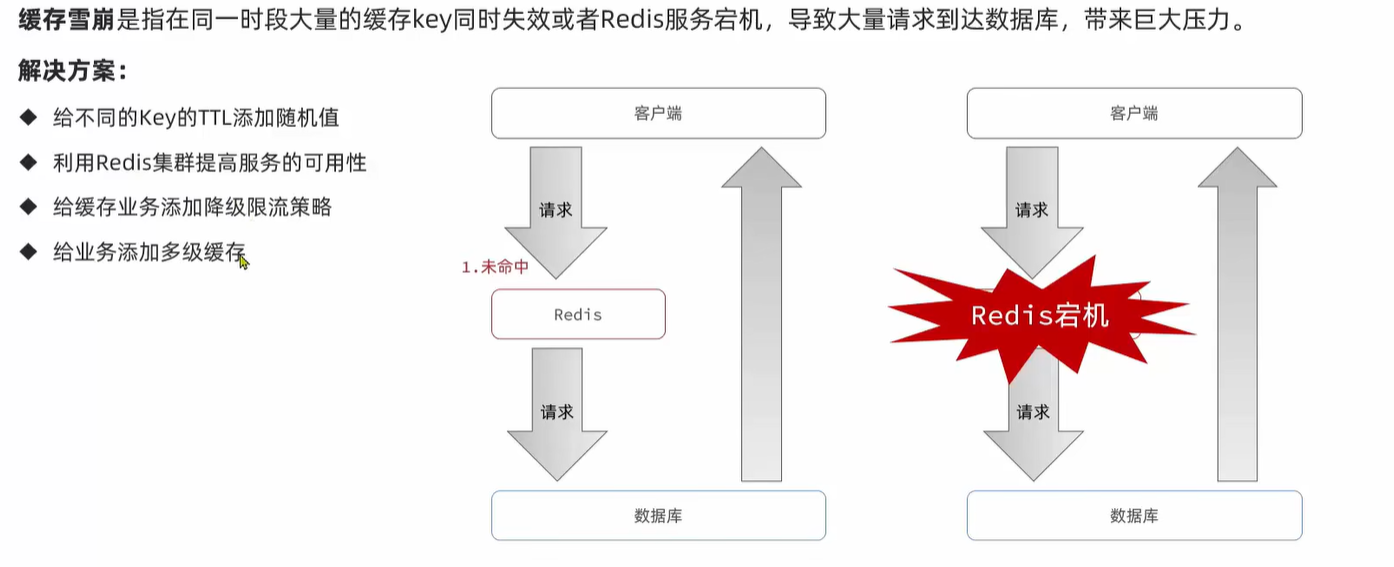 缓存雪崩是指在同一时段大量的缓存key同时失效或者Redis服务宕机，导致大量请求到达数据库，带来巨大压力。
解决方案：
◆ 给不同的Key的TTL添加随机值
◆ 利用Redis集群提高服务的可用性
◆ 给缓存业务添加降级限流策略
◆ 给业务添加多级缓存
客户端
请求
1.未命中
Redis
请求
数据库
客户端
请求
Redis宕机
请求
数据库